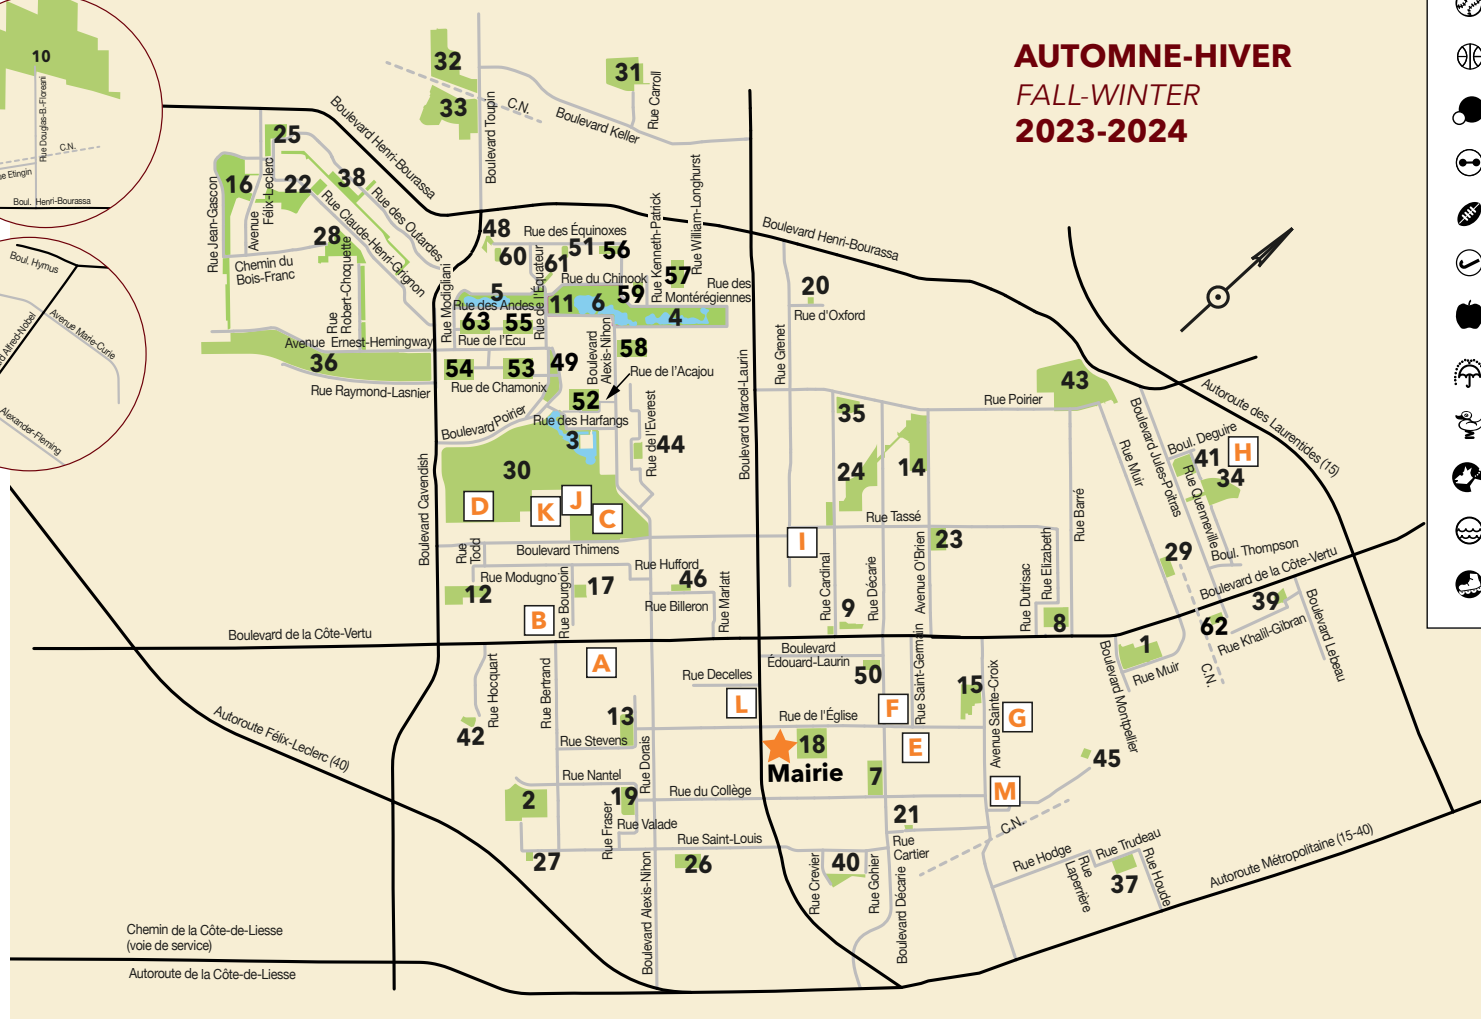 AUTOMNE-HIVER
FALL-WINTER
2023-2024
10
Rue Douglas-B.-Floreani
C.N.
Boul. Henri-Bourassa
Boul. Hymus
Avenue Marie-Curie
Alfred-Nobel
Alexander-Fleming
32
33
31
C.N.
Boulevard Toupin
Boulevard Keller
Rue Carroll
Boulevard Henri-Bourassa
25
16
22
38
28
Rue Jean-Gascon
Avenue
Félix-Leclerc
Rue Claude-Henri-Grignon
Rue des Outardes
Chemin du
Bois-Franc
Rue
Robert-Choquette
Rue Modigliani
48
Rue des Équinoxes
60
61
51
56
Rue de l'Équateur
Rue du Chinook
57
Rue Kenneth-Patrick
Rue William-Longhurst
Rue des
Montérégiennes
Boulevard Henri-Bourassa
5
Rue des Andes
11
6
59
4
63
55
Rue de l'Ecu
Avenue Ernest-Hemingway
36
Rue Raymond-Lasnier
54
53
49
Rue de Chamonix
Boulevard
Alexis-Nihon
58
Rue de l'Acajou
52
Rue des Harfangs
Boulevard Poirier
3
Rue de l'Everest
44
30
D
K
J
C
Boulevard Cavendish
Boulevard Marcel-Laurin
Rue Grenet
20
Rue d'Oxford
35
24
14
Rue Poirier
43
Autoroute des Laurentides (15)
Boulevard Jules-Poitras
Rue Muir
Boul. Deguire
41
H
34
Rue Quenneville
Rue Barré
Rue Tassé
23
I
Rue Cardinal
Rue Décarie
Avenue O'Brien
Rue Dutrisac
Rue Elizabeth
29
Boul. Thompson
Boulevard de la Côte-Vertu
39
62
Rue Khalil-Gibran
Boulevard Lebeau
C.N.
Boulevard Thimens
Rue
Todd
Rue Modugno
12
Rue Bourgoin
17
Rue Hufford
46
Rue Billeron
Rue Marlatt
B
9
8
1
Rue Muir
Boulevard Montpellier
Boulevard de la Côte-Vertu
A
Rue Hocquart
42
Rue Bertrand
Rue Decelles
L
Boulevard
Édouard-Laurin
50
Rue Saint-Germain
15
Avenue Sainte-Croix
G
F
E
Rue de l'Église
13
Rue Stevens
Rue Dorais
18
Mairie
7
45
M
Autoroute Félix-Leclerc (40)
Rue Nantel
2
19
Rue du Collège
Rue Fraser
Rue Valade
21
Rue
Cartier
C.N.
27
Rue Saint-Louis
26
Rue Crevier
40
Rue Gohier
Boulevard Décarie
Boulevard Alexis-Nihon
Rue Hodge
Rue
Laperrière
Rue Trudeau
37
Rue Houde
Autoroute Métropolitaine (15-40)
Chemin de la Côte-de-Liesse
(voie de service)
Autoroute de la Côte-de-Liesse